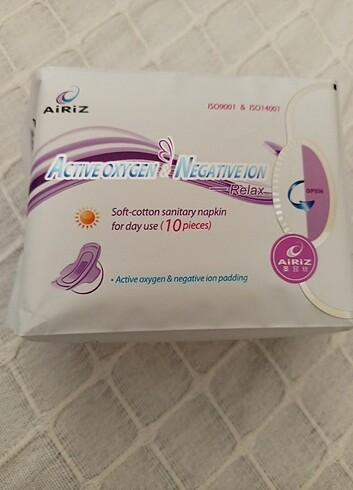 AiRiZ
ISO9001 & ISO14001
ACTIVE OXYGEN & NEGATIVE ION
Relax
OPEN
Soft-cotton sanitary napkin
for day use (10 pieces)
AiRiZ
• Active oxygen & negative ion padding